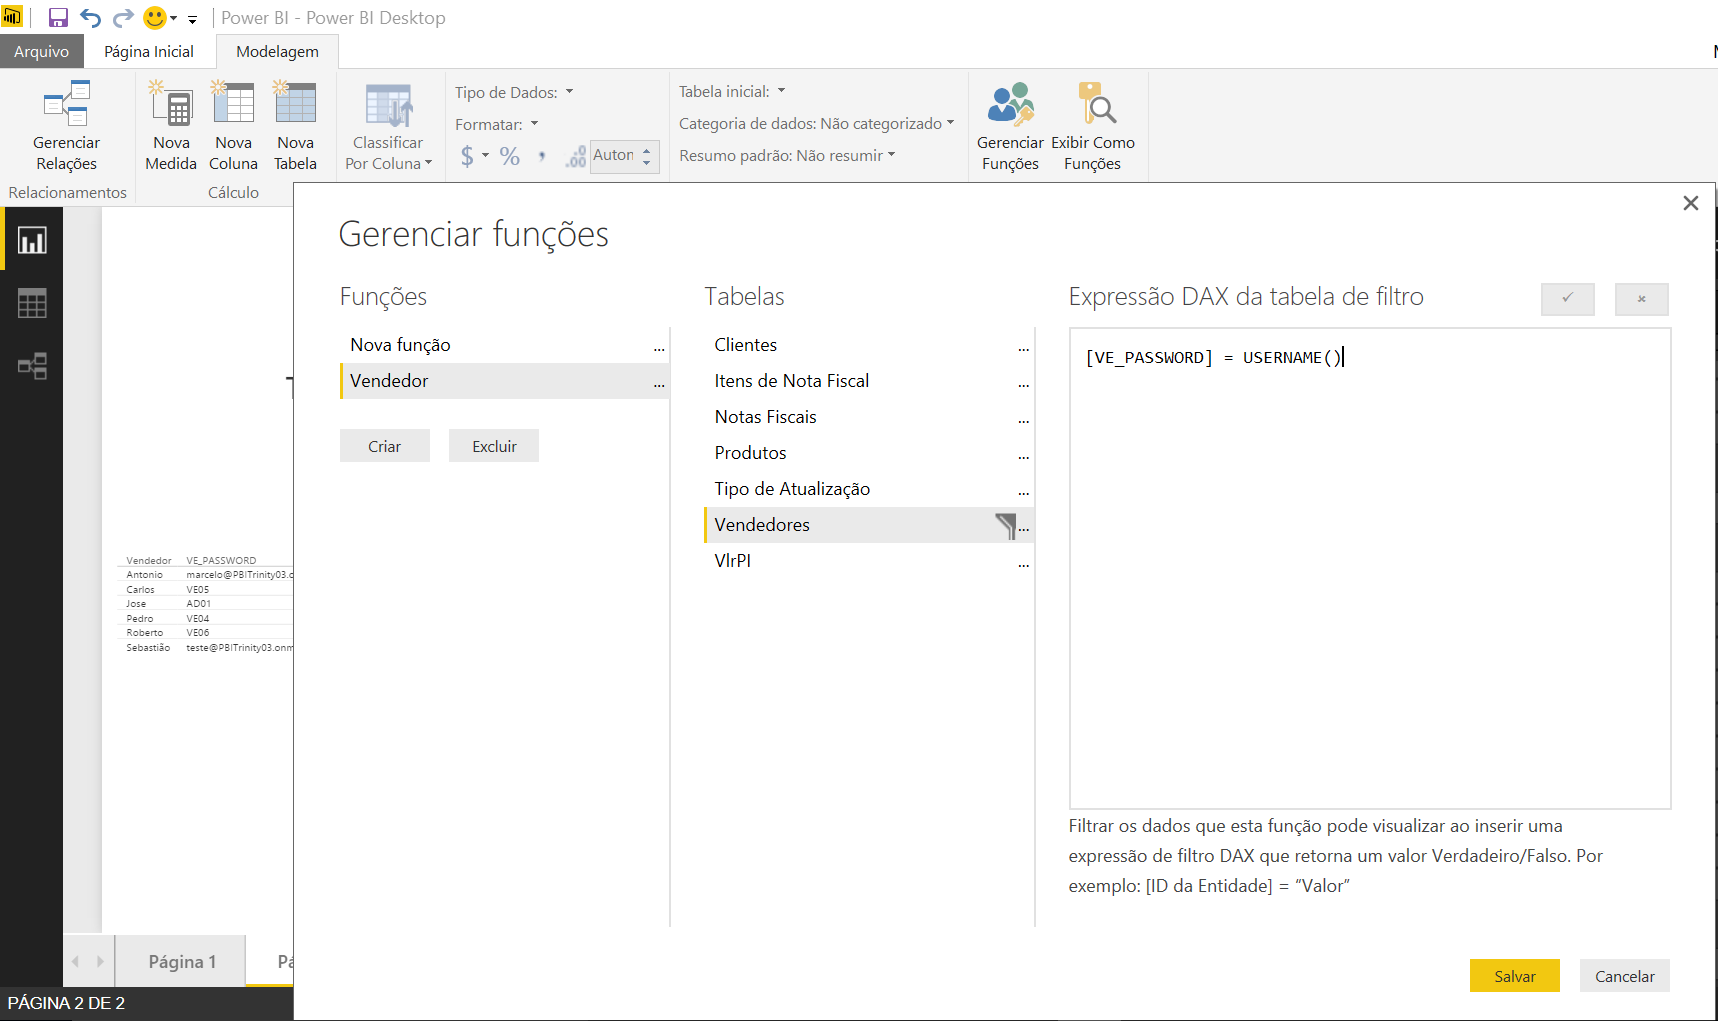 Power BI - Power BI Desktop
Arquivo
Página Inicial
Modelagem
Gerenciar
Relações
Relacionamentos
Nova
Medida
Nova
Coluna
Nova
Tabela
Cálculo
Classificar
Por Coluna
Tipo de Dados:
Formatar:
$ %
Autom
Tabela inicial:
Categoria de dados: Não categorizado
Resumo padrão: Não resumir
Gerenciar
Funções
Exibir Como
Funções
Gerenciar funções
Funções
Nova função ...
Vendedor ...
Criar
Excluir
Tabelas
Clientes ...
Itens de Nota Fiscal ...
Notas Fiscais ...
Produtos ...
Tipo de Atualização ...
Vendedores ...
VlrPI ...
Expressão DAX da tabela de filtro
[VE_PASSWORD] = USERNAME()
Filtrar os dados que esta função pode visualizar ao inserir uma
expressão de filtro DAX que retorna um valor Verdadeiro/Falso. Por
exemplo: [ID da Entidade] = “Valor”
Salvar
Cancelar
Vendedor VE_PASSWORD
Antonio marcelo@PBITrinity03.
Carlos VE05
Jose AD01
Pedro VE04
Roberto VE06
Sebastião teste@PBITrinity03.onm
Página 1
Pá
PÁGINA 2 DE 2